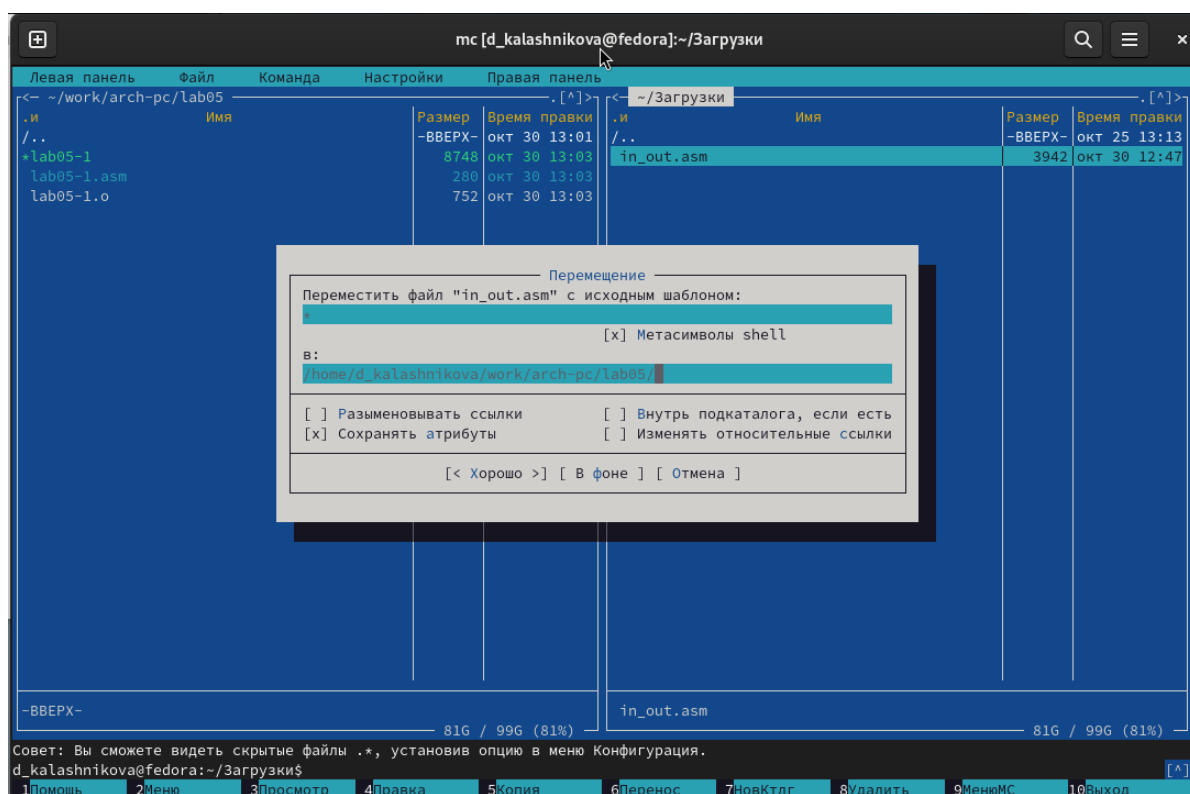 mc [d_kalashnikova@fedora]:~/Загрузки
Левая панель Файл Команда Настройки Правая панель
<— ~/work/arch-pc/lab05 .[^]> <— ~/Загрузки .[^]>
.и Имя Размер Время правки .и Имя Размер Время правки
/.. -ВВЕРХ- окт 30 13:01 /.. -ВВЕРХ- окт 25 13:13
*lab05-1 8748 окт 30 13:03 in_out.asm 3942 окт 30 12:47
lab05-1.asm 280 окт 30 13:03
lab05-1.o 752 окт 30 13:03
Перемещение
Переместить файл "in_out.asm" с исходным шаблоном:
*
[x] Метасимволы shell
в:
/home/d_kalashnikova/work/arch-pc/lab05/
[ ] Разыменовывать ссылки [ ] Внутрь подкаталога, если есть
[x] Сохранять атрибуты [ ] Изменять относительные ссылки
[< Хорошо >] [ В фоне ] [ Отмена ]
-ВВЕРХ- in_out.asm
81G / 99G (81%) 81G / 99G (81%)
Совет: Вы сможете видеть скрытые файлы .*, установив опцию в меню Конфигурация.
d_kalashnikova@fedora:~/Загрузки$ [^]
1Помощь 2Меню 3Просмотр 4Правка 5Копия 6Перенос 7НовКтлг 8Удалить 9МенюМС 10Выход